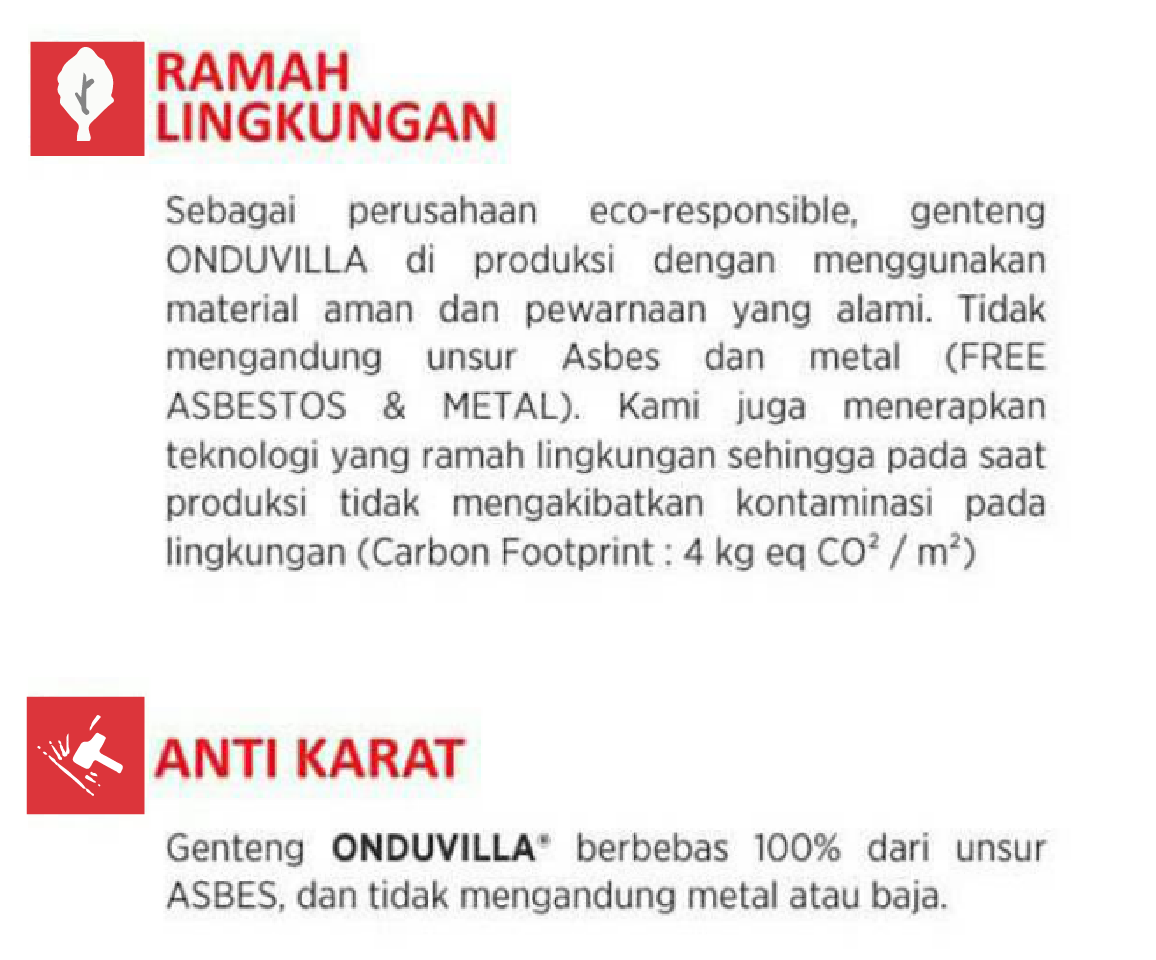 RAMAH
LINGKUNGAN
Sebagai perusahaan eco-responsible, genteng
ONDUVILLA di produksi dengan menggunakan
material aman dan pewarnaan yang alami. Tidak
mengandung unsur Asbes dan metal (FREE
ASBESTOS & METAL). Kami juga menerapkan
teknologi yang ramah lingkungan sehingga pada saat
produksi tidak mengakibatkan kontaminasi pada
lingkungan (Carbon Footprint : 4 kg eq CO² / m²)
ANTI KARAT
Genteng ONDUVILLA® berbebas 100% dari unsur
ASBES, dan tidak mengandung metal atau baja.